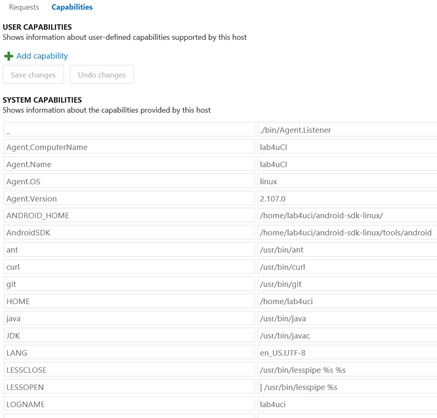 Requests Capabilities
USER CAPABILITIES
Shows information about user-defined capabilities supported by this host
Add capability
Save changes Undo changes
SYSTEM CAPABILITIES
Shows information about the capabilities provided by this host
_ ./bin/Agent.Listener
Agent.ComputerName lab4uCI
Agent.Name lab4uCI
Agent.OS linux
Agent.Version 2.107.0
ANDROID_HOME /home/lab4uci/android-sdk-linux/
AndroidSDK /home/lab4uci/android-sdk-linux/tools/android
ant /usr/bin/ant
curl /usr/bin/curl
git /usr/bin/git
HOME /home/lab4uci
java /usr/bin/java
JDK /usr/bin/javac
LANG en_US.UTF-8
LESSCLOSE /usr/bin/lesspipe %s %s
LESSOPEN | /usr/bin/lesspipe %s
LOGNAME lab4uci